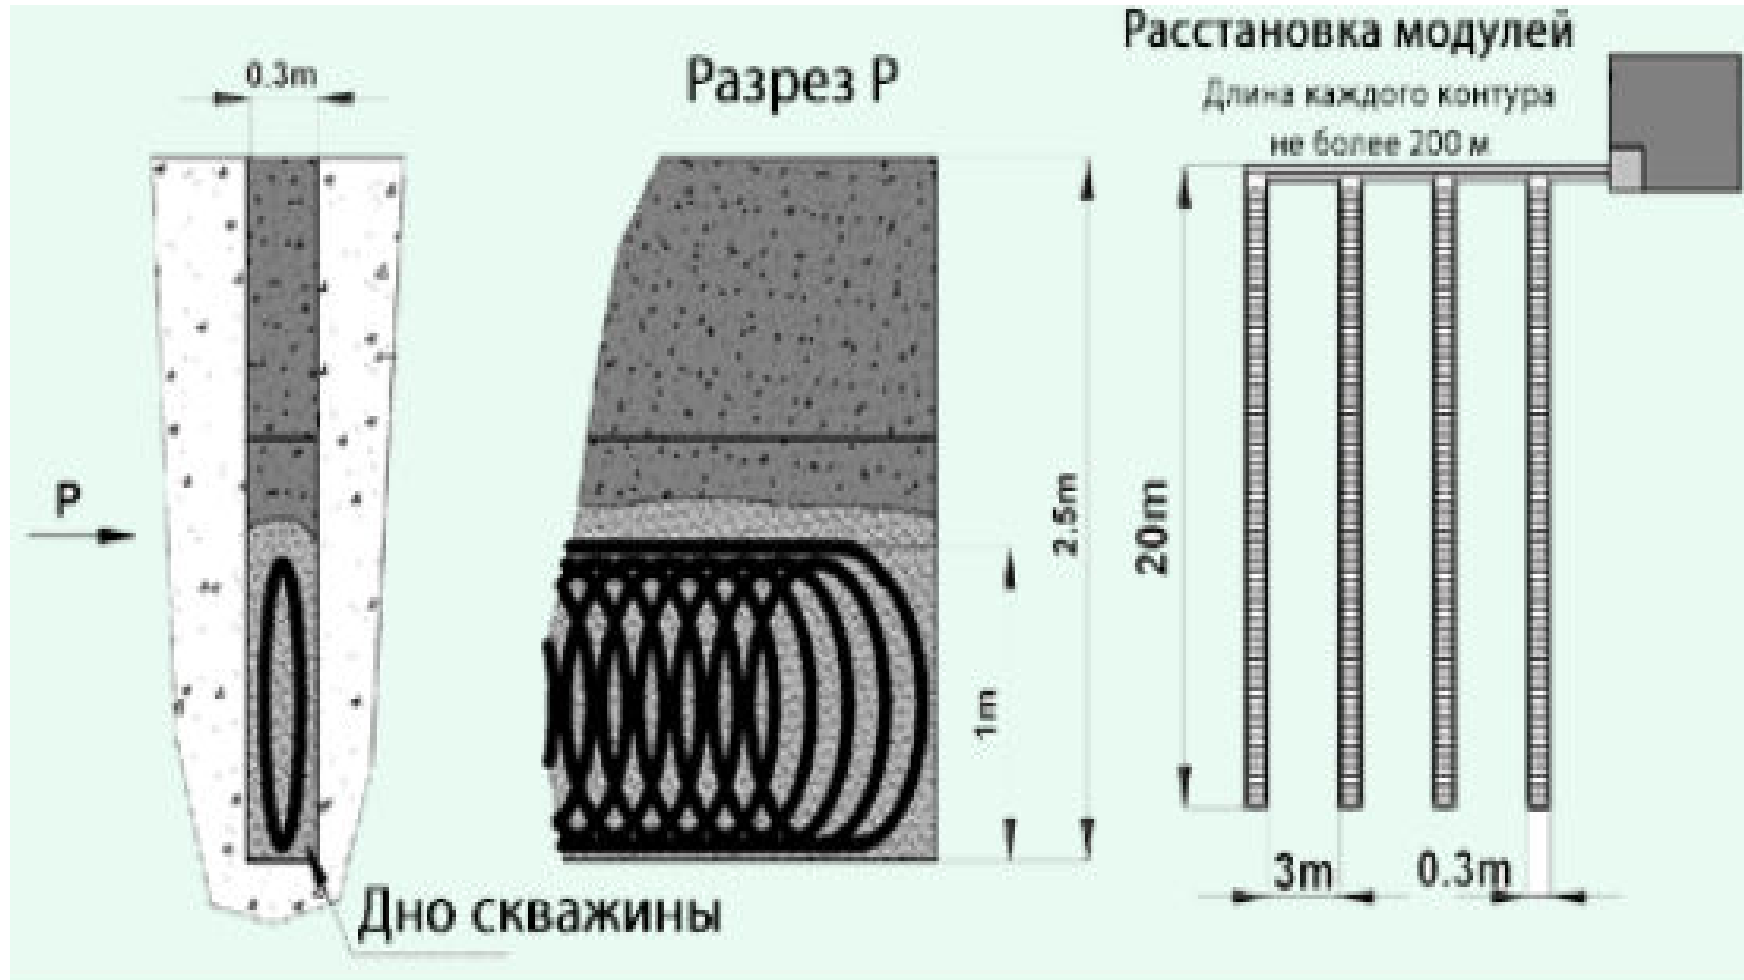 Расстановка модулей
Длина каждого контура
не более 200 м
Разрез P
0.3m
P
2.5m
1m
20m
3m
0.3m
Дно скважины